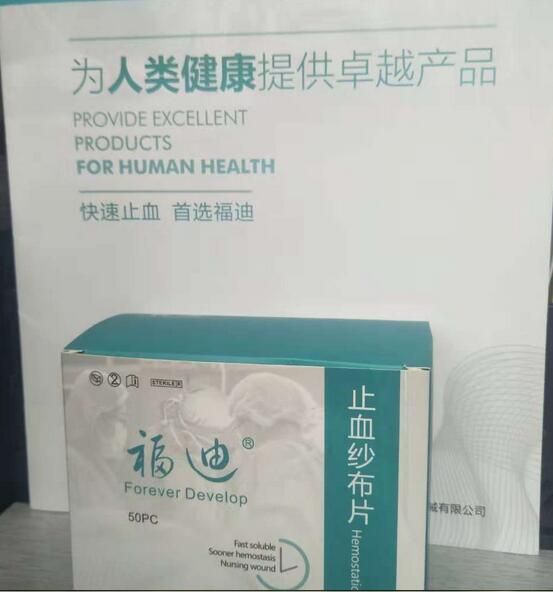 为人类健康提供卓越产品
PROVIDE EXCELLENT
PRODUCTS
FOR HUMAN HEALTH
快速止血 首选福迪
械有限公司
STERILE R
福迪®
Forever Develop
50PC
Fast soluble
Sooner hemostasis
Nursing wound
止血纱布片
Hemostatic